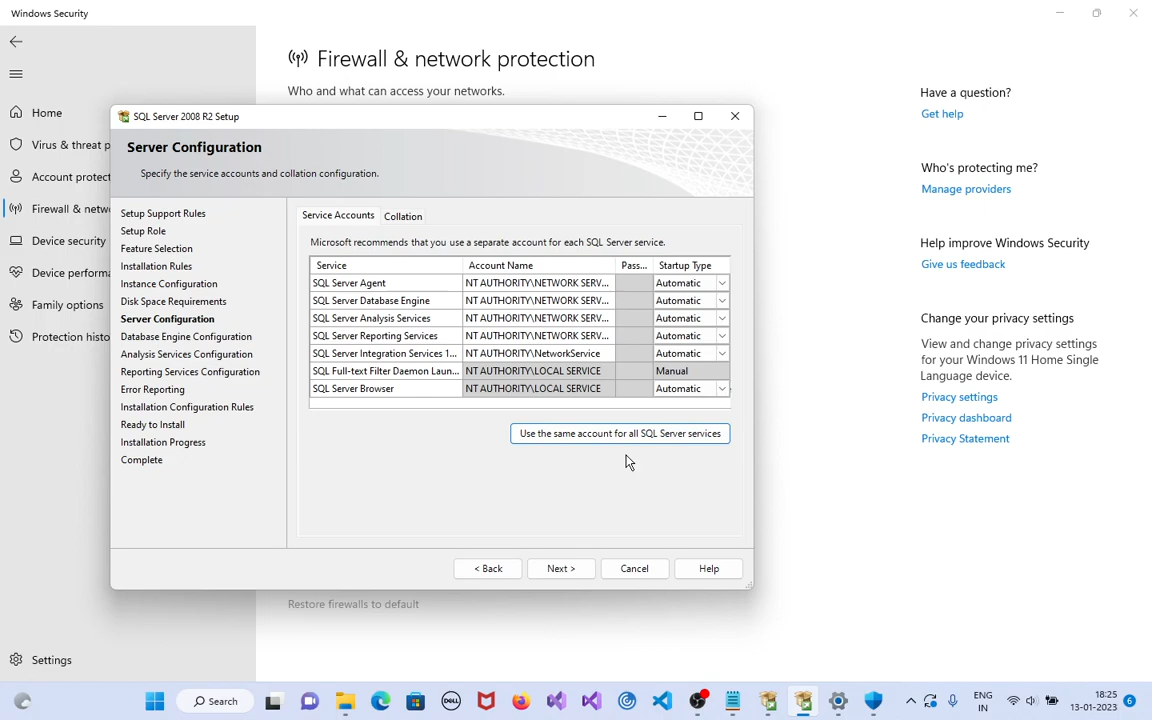 Windows Security
Firewall & network protection
Who and what can access your networks.
Home
Virus & threat p
Account protect
Firewall & netw
Device security
Device performa
Family options
Protection histo
Settings
SQL Server 2008 R2 Setup
Server Configuration
Specify the service accounts and collation configuration.
Setup Support Rules
Setup Role
Feature Selection
Installation Rules
Instance Configuration
Disk Space Requirements
Server Configuration
Database Engine Configuration
Analysis Services Configuration
Reporting Services Configuration
Error Reporting
Installation Configuration Rules
Ready to Install
Installation Progress
Complete
Service Accounts Collation
Microsoft recommends that you use a separate account for each SQL Server service.
Service Account Name Pass... Startup Type
SQL Server Agent NT AUTHORITY\NETWORK SERV... Automatic
SQL Server Database Engine NT AUTHORITY\NETWORK SERV... Automatic
SQL Server Analysis Services NT AUTHORITY\NETWORK SERV... Automatic
SQL Server Reporting Services NT AUTHORITY\NETWORK SERV... Automatic
SQL Server Integration Services 1... NT AUTHORITY\NetworkService Automatic
SQL Full-text Filter Daemon Laun... NT AUTHORITY\LOCAL SERVICE Manual
SQL Server Browser NT AUTHORITY\LOCAL SERVICE Automatic
Use the same account for all SQL Server services
< Back Next > Cancel Help
Restore firewalls to default
Have a question?
Get help
Who's protecting me?
Manage providers
Help improve Windows Security
Give us feedback
Change your privacy settings
View and change privacy settings
for your Windows 11 Home Single
Language device.
Privacy settings
Privacy dashboard
Privacy Statement
Search
DELL
ENG
IN
18:25
13-01-2023
6